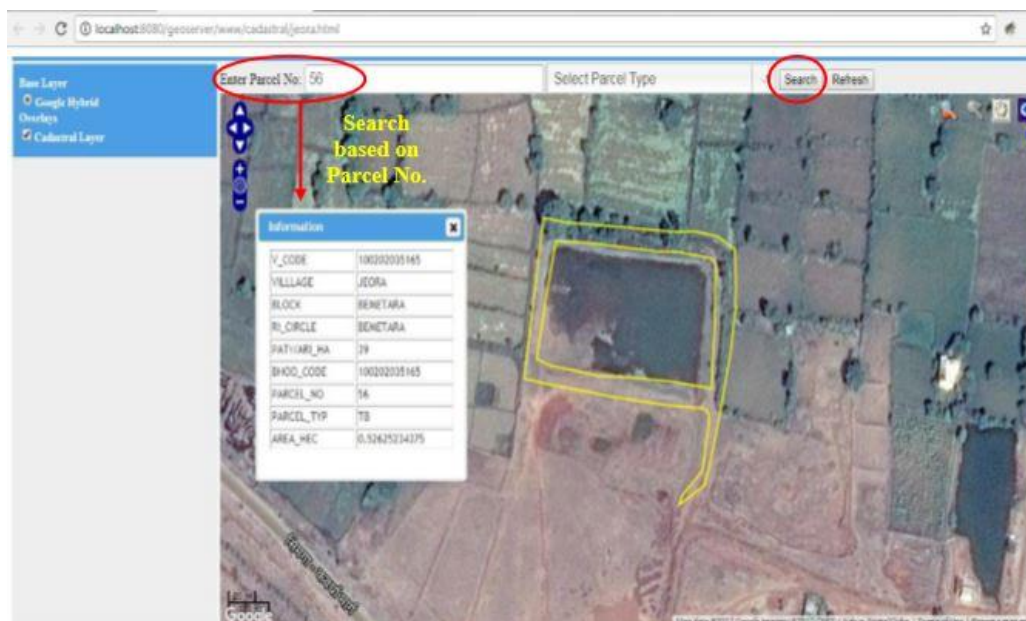 localhost:8080/geoserver/www/cadastral/jeora.html
Enter Parcel No: 56 Select Parcel Type Search Refresh
Base Layer
Google Hybrid
Overlays
Cadastral Layer
Search
based on
Parcel No.
Information
V_CODE 100202035165
VILLLAGE JEORA
BLOCK BEMETARA
RI_CIRCLE BEMETARA
PATWARI_HA 29
BHOO_CODE 100202035165
PARCEL_NO 56
PARCEL_TYP TB
AREA_HEC 0.52625234375
Google